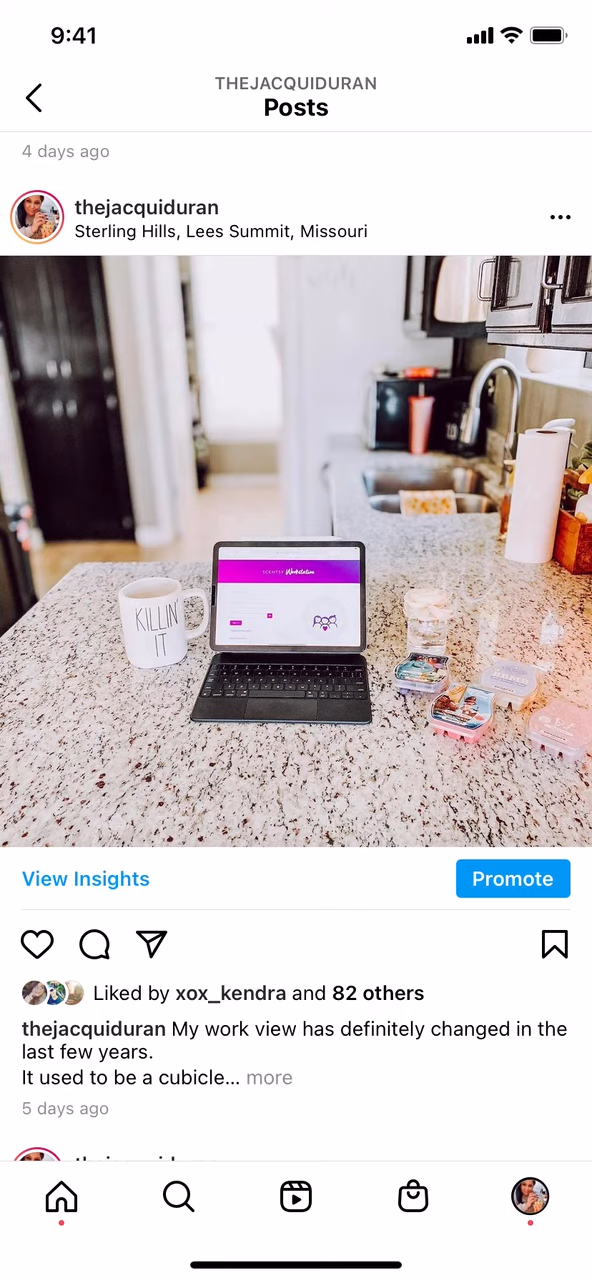 9:41
THEJACQUIDURAN
Posts
4 days ago
thejacquiduran
Sterling Hills, Lees Summit, Missouri
KILLIN'
IT
SCENTSY Workstation
View Insights
Promote
Liked by xox_kendra and 82 others
thejacquiduran My work view has definitely changed in the
last few years.
It used to be a cubicle... more
5 days ago